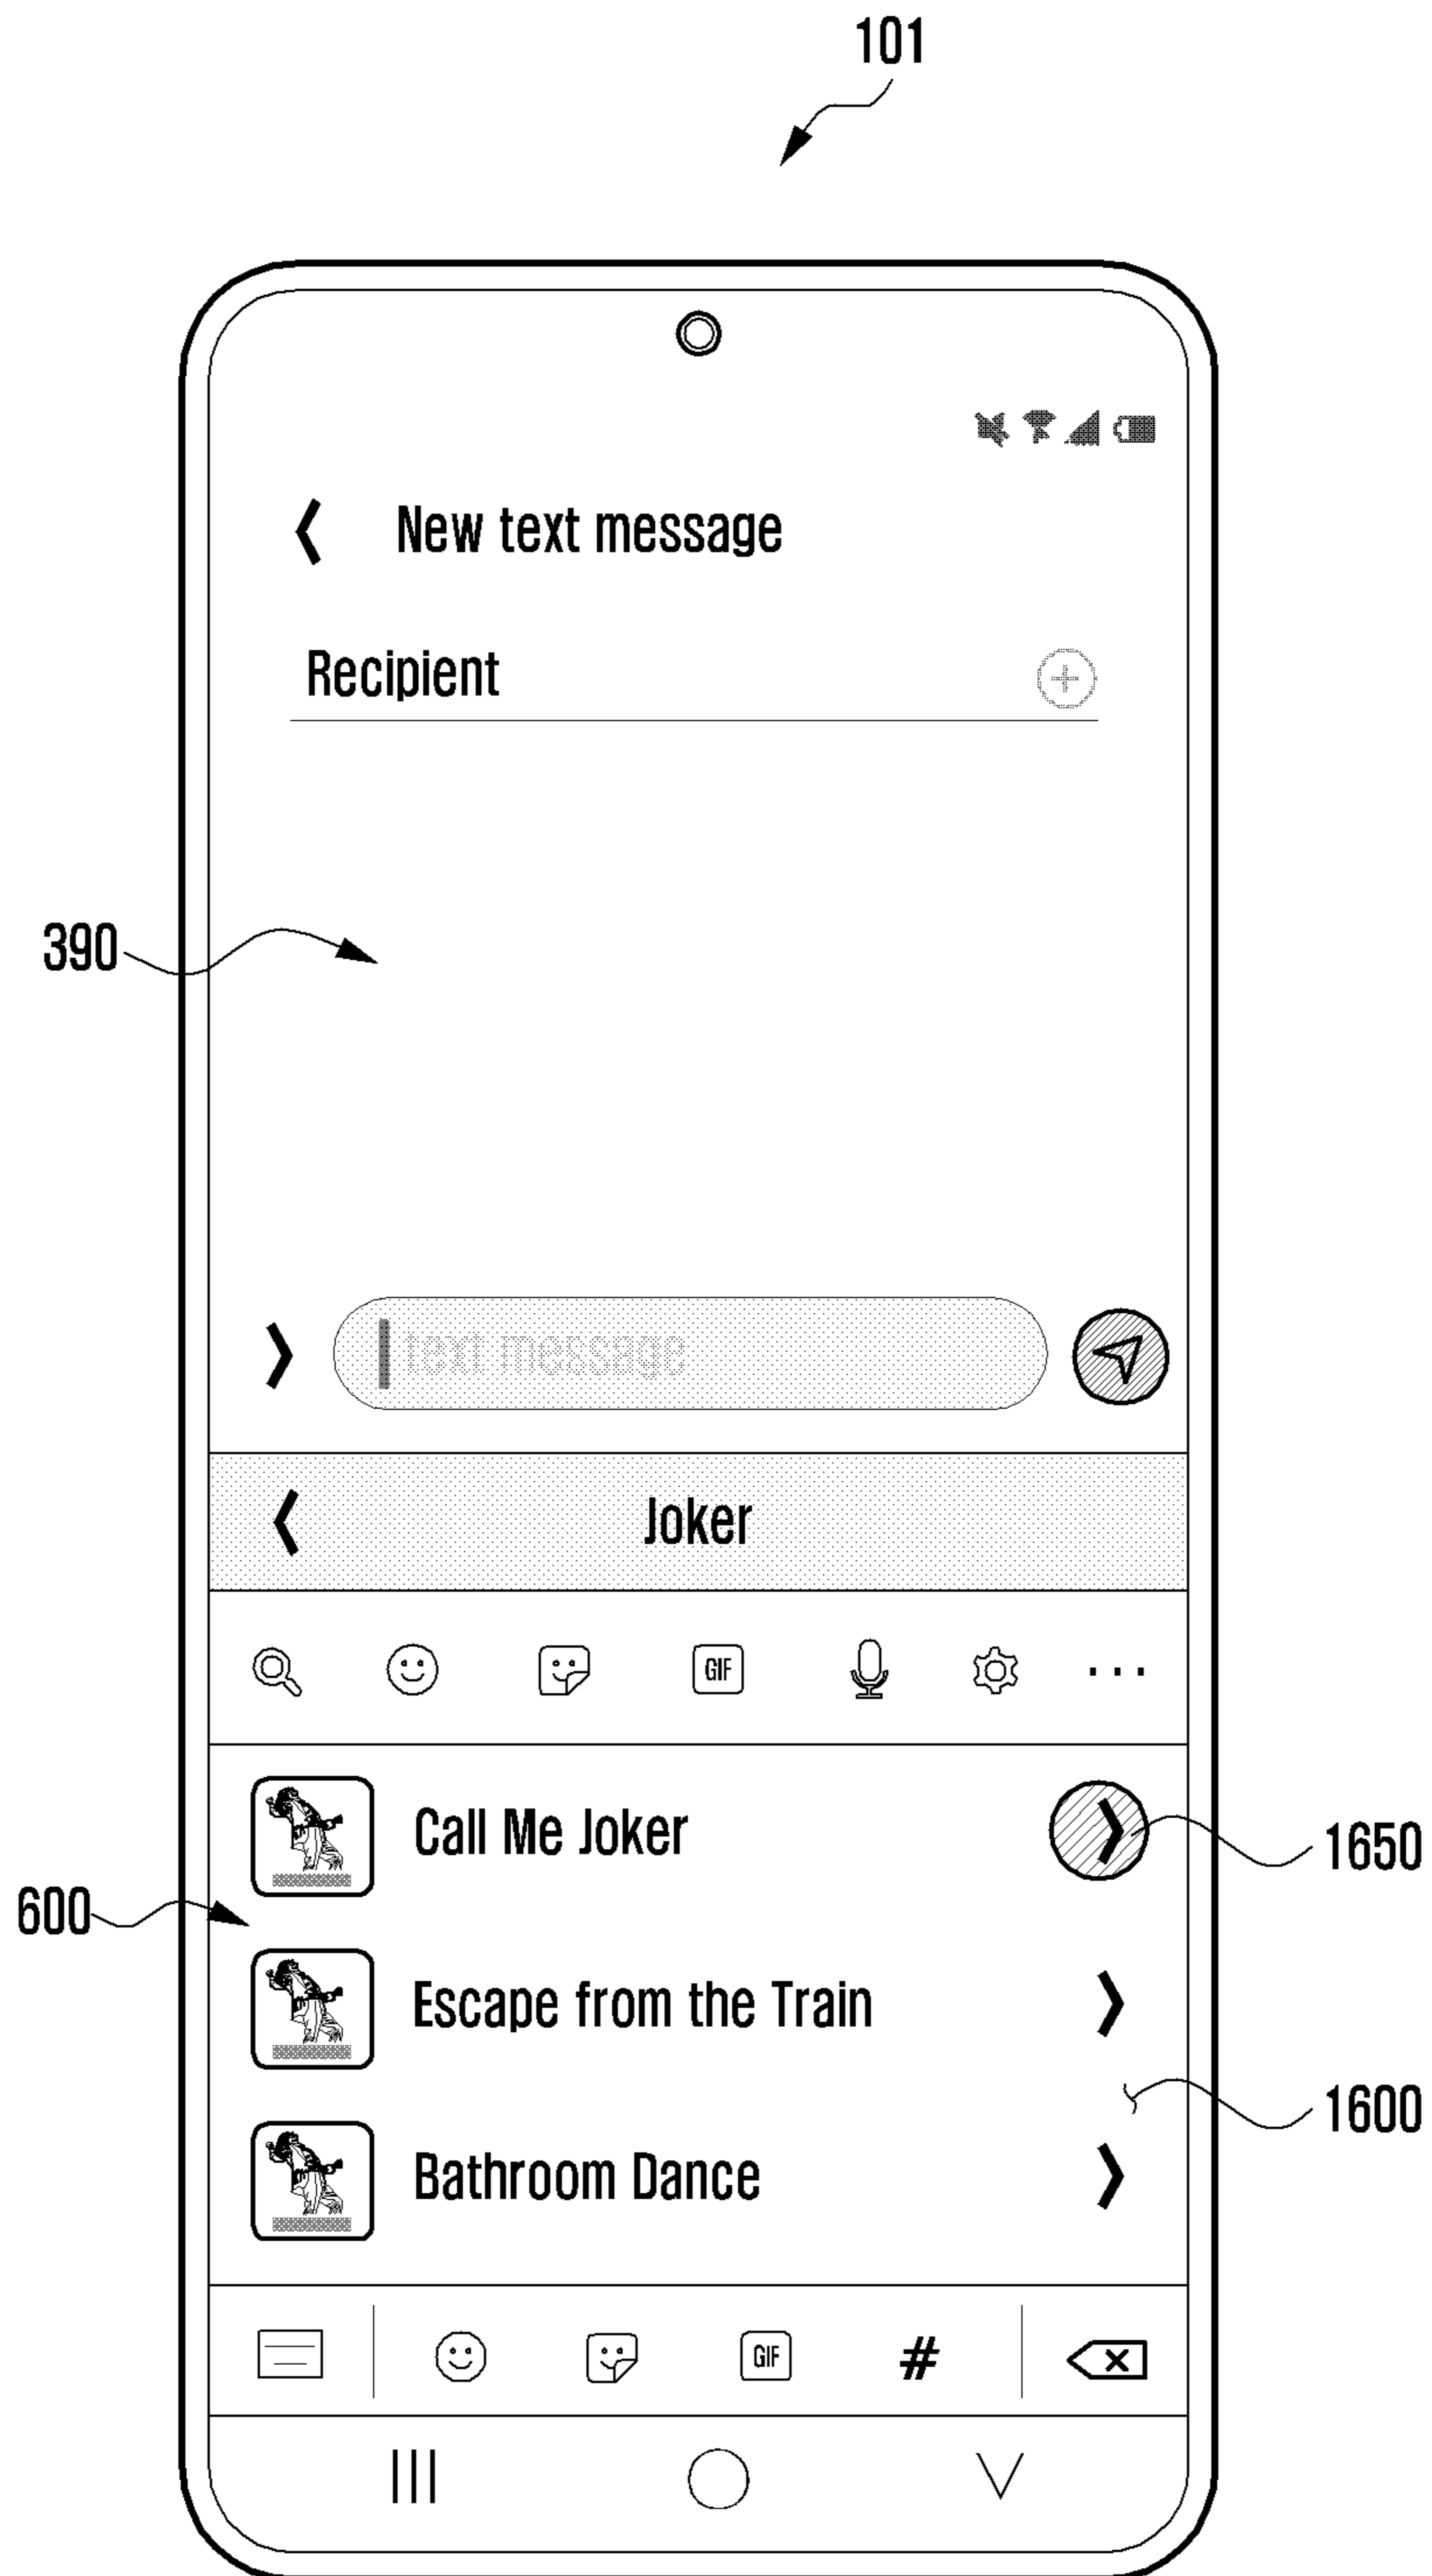 101
New text message
Recipient
390
text message
Joker
GIF
Call Me Joker
1650
600
Escape from the Train
1600
Bathroom Dance
GIF
#